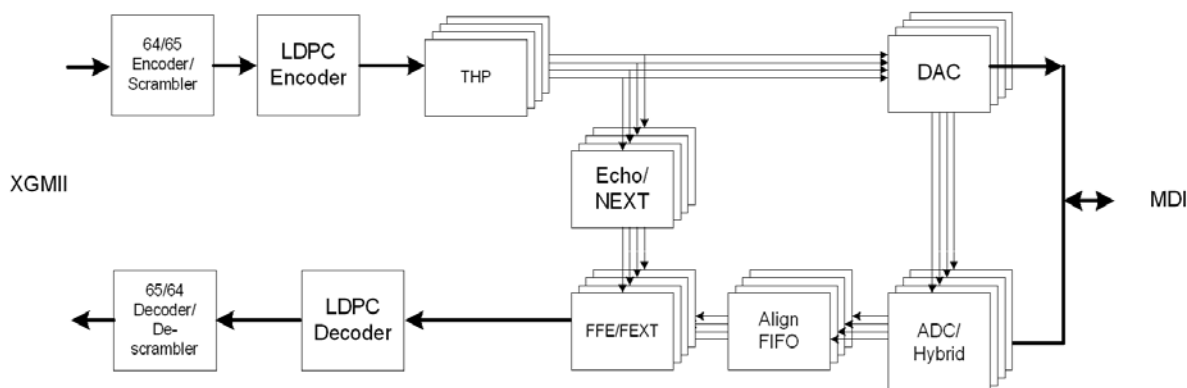 64/65
Encoder/
Scrambler
LDPC
Encoder
THP
DAC
Echo/
NEXT
XGMII
MDI
65/64
Decoder/
De-
scrambler
LDPC
Decoder
FFE/FEXT
Align
FIFO
ADC/
Hybrid